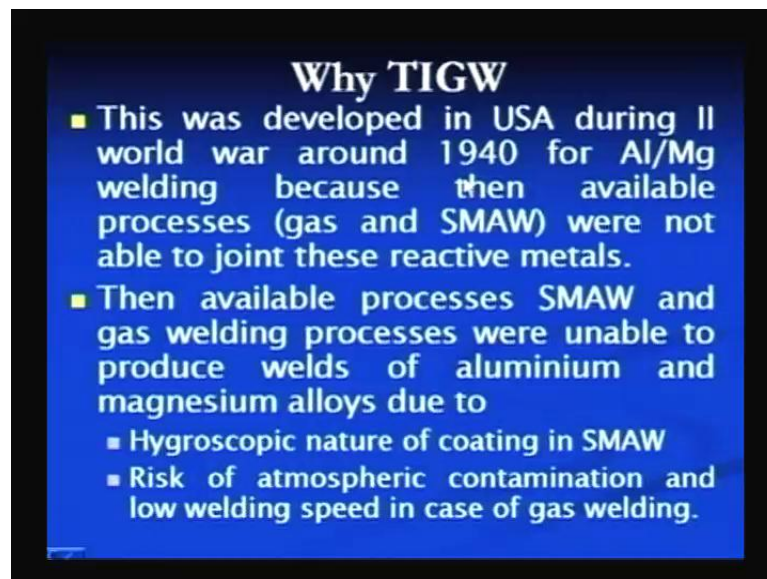 Why TIGW
This was developed in USA during II
world war around 1940 for Al/Mg
welding because then available
processes (gas and SMAW) were not
able to joint these reactive metals.
Then available processes SMAW and
gas welding processes were unable to
produce welds of aluminium and
magnesium alloys due to
Hygroscopic nature of coating in SMAW
Risk of atmospheric contamination and
low welding speed in case of gas welding.